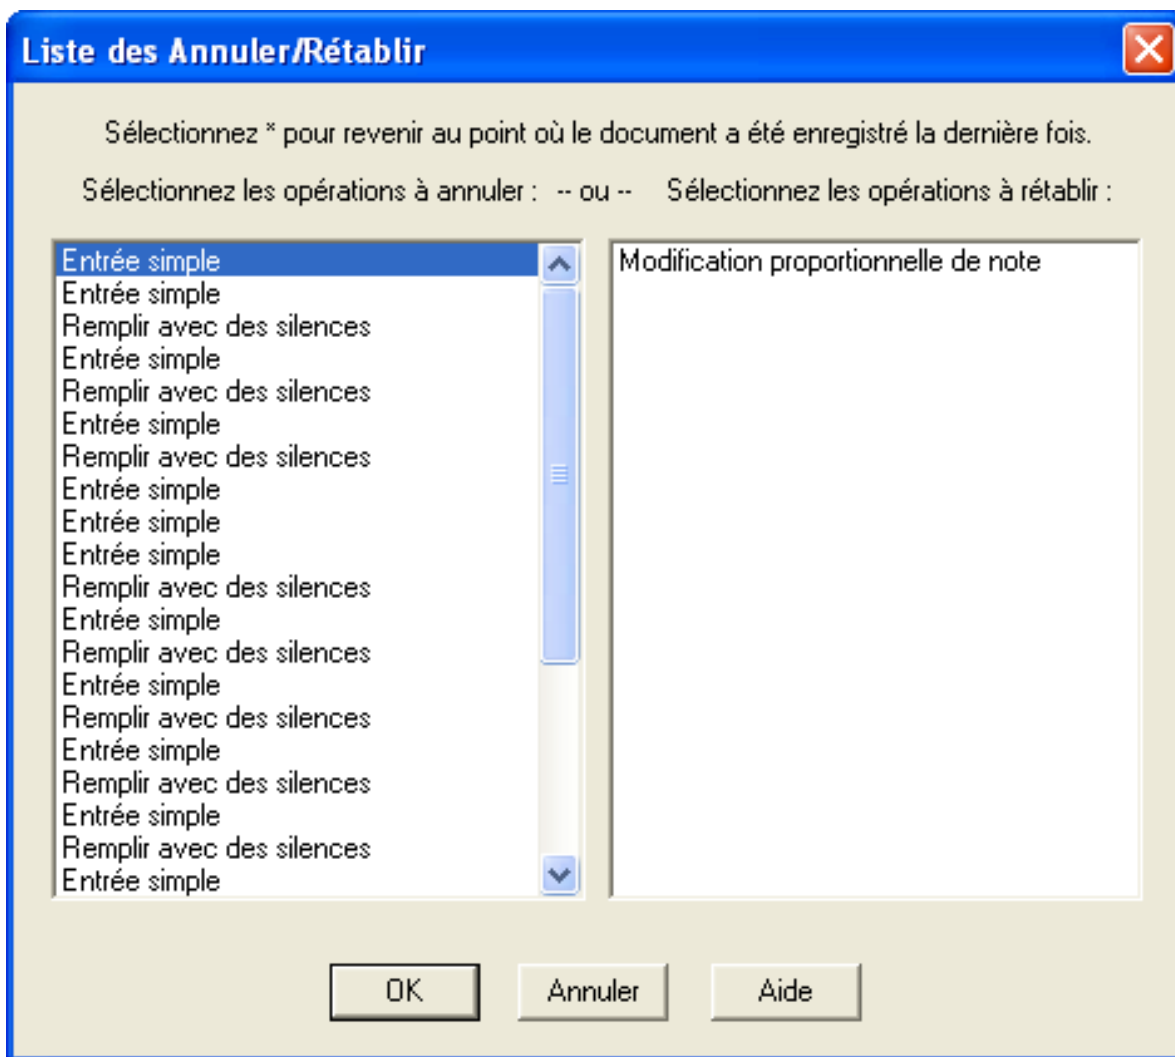 Liste des Annuler/Rétablir
Sélectionnez * pour revenir au point où le document a été enregistré la dernière fois.
Sélectionnez les opérations à annuler : -- ou -- Sélectionnez les opérations à rétablir :
Entrée simple
Entrée simple
Remplir avec des silences
Entrée simple
Remplir avec des silences
Entrée simple
Remplir avec des silences
Entrée simple
Entrée simple
Entrée simple
Remplir avec des silences
Entrée simple
Remplir avec des silences
Entrée simple
Remplir avec des silences
Entrée simple
Remplir avec des silences
Entrée simple
Remplir avec des silences
Entrée simple
Modification proportionnelle de note
OK Annuler Aide